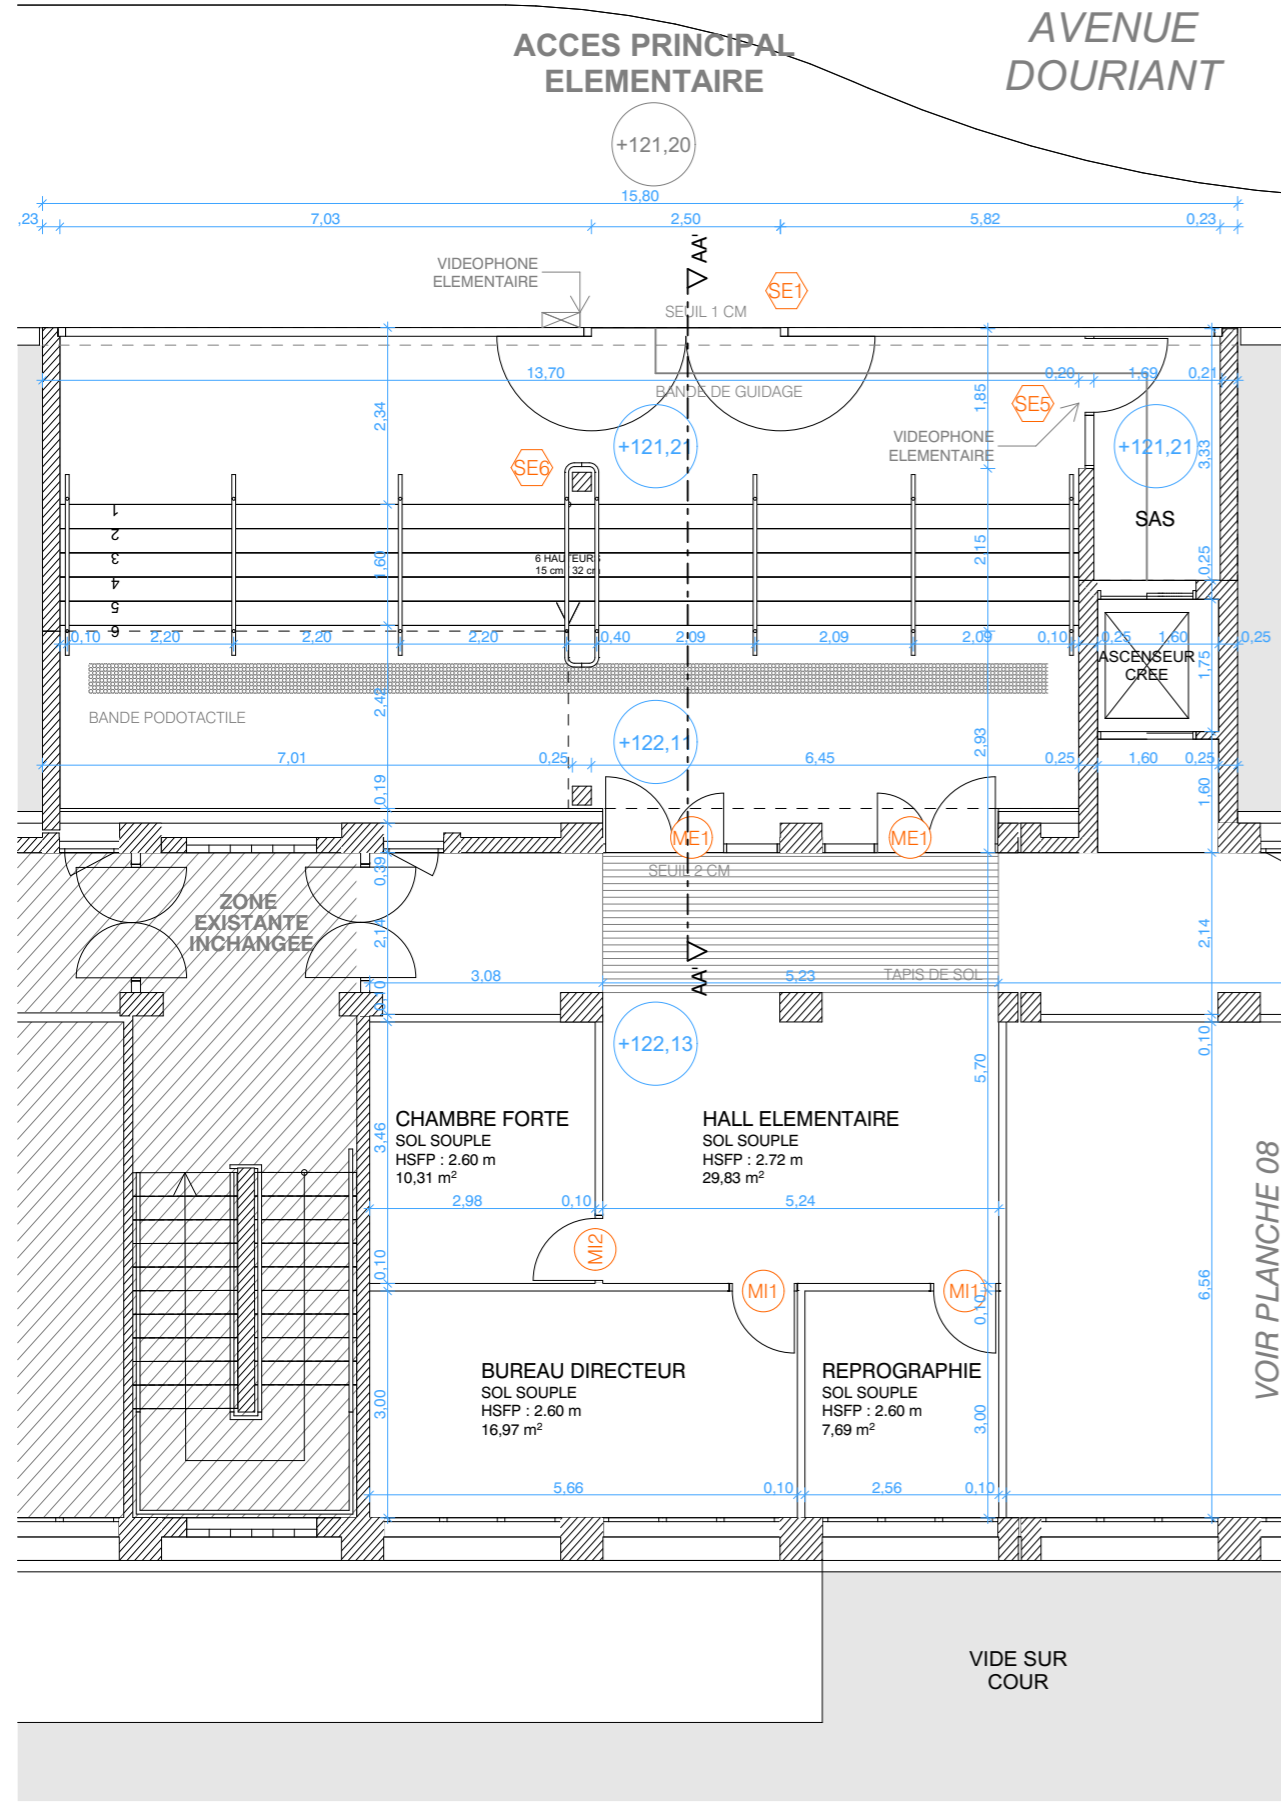 AVENUE
DOURIANT
ACCES PRINCIPAL
ELEMENTAIRE
+121,20
15,80
,23
7,03
2,50
5,82
0,23
AA'
VIDEOPHONE
ELEMENTAIRE
SE1
SEUIL 1 CM
13,70
0,20
1,69
0,21
BANDE DE GUIDAGE
SE5
2,34
1,85
+121,21
VIDEOPHONE
ELEMENTAIRE
+121,21
3,33
SE6
SAS
1
2
3
4
5
6
6 HAUTEURS
15 cm 32 cm
1,60
2,15
0,25
0,10
2,20
2,20
2,20
0,40
2,09
2,09
2,09
0,10
0,25
1,60
0,25
ASCENSEUR
CREE
1,75
2,42
BANDE PODOTACTILE
+122,11
2,93
7,01
0,25
6,45
0,25
1,60
0,25
0,19
1,60
ME1
ME1
SEUIL 2 CM
0,39
ZONE
EXISTANTE
INCHANGEE
2,14
2,14
3,08
5,23
TAPIS DE SOL
AA'
0,10
+122,13
0,10
5,70
CHAMBRE FORTE
SOL SOUPLE
HSFP : 2.60 m
10,31 m²
HALL ELEMENTAIRE
SOL SOUPLE
HSFP : 2.72 m
29,83 m²
3,46
VOIR PLANCHE 08
2,98
0,10
5,24
MI2
0,10
MI1
MI1
0,10
6,56
BUREAU DIRECTEUR
SOL SOUPLE
HSFP : 2.60 m
16,97 m²
REPROGRAPHIE
SOL SOUPLE
HSFP : 2.60 m
7,69 m²
3,00
3,00
5,66
0,10
2,56
0,10
VIDE SUR
COUR